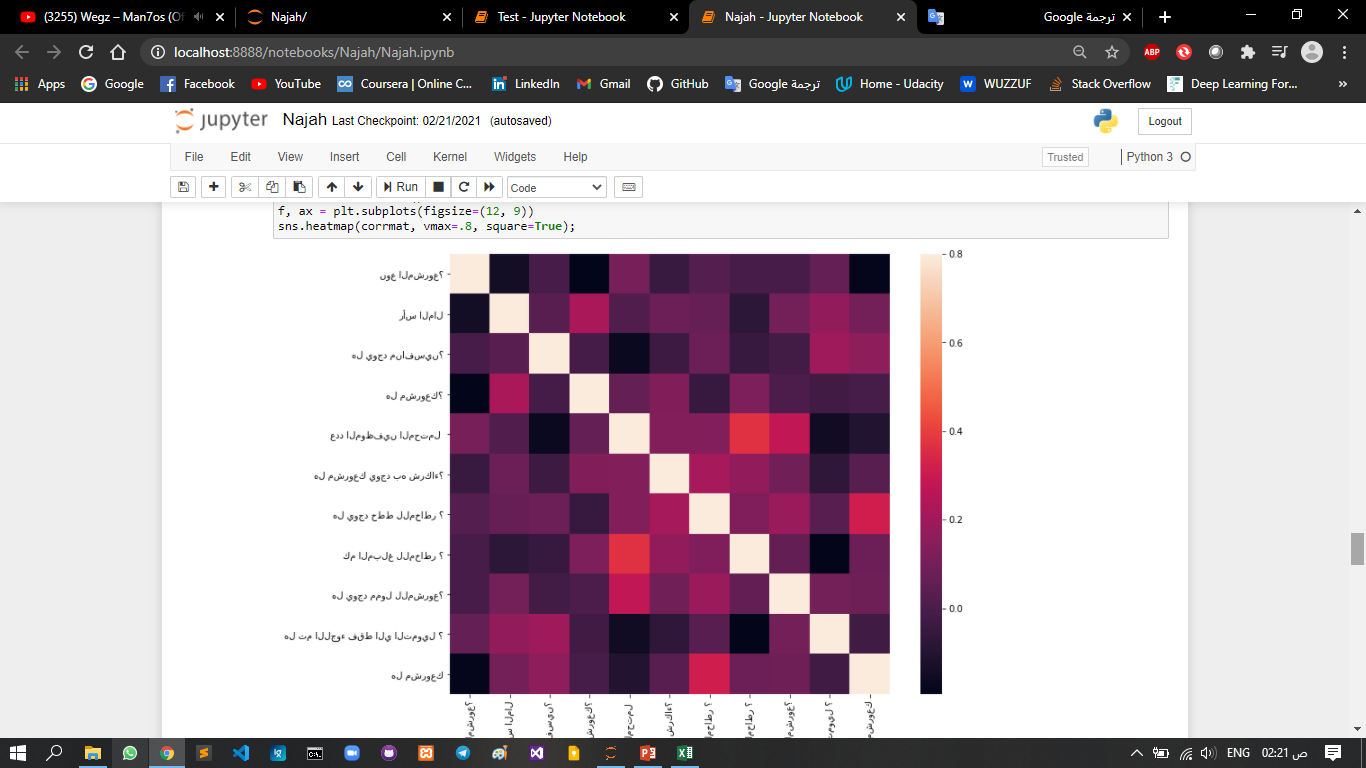 (3255) Wegz – Man7os (Of
Najah/
Test - Jupyter Notebook
Najah - Jupyter Notebook
ترجمة Google
localhost:8888/notebooks/Najah/Najah.ipynb
ABP
Apps
Google
Facebook
YouTube
Coursera | Online C...
LinkedIn
Gmail
GitHub
ترجمة Google
Home - Udacity
WUZZUF
Stack Overflow
Deep Learning For...
»
jupyter
Najah Last Checkpoint: 02/21/2021 (autosaved)
Logout
File
Edit
View
Insert
Cell
Kernel
Widgets
Help
Trusted
Python 3
Run
Code
f, ax = plt.subplots(figsize=(12, 9))
sns.heatmap(corrmat, vmax=.8, square=True);
نوع المشروع؟
رأس المال
هل يوجد منافسين؟
هل مشروعك؟
عدد الموظفين المحتمل
هل مشروعك يوجد به شركاء؟
هل يوجد خطط للمخاطر ؟
كم المبلغ للمخاطر ؟
هل يوجد ممول للمشروع؟
هل تم اللجوء فقط الي التمويل ؟
هل مشروعك
0.8
0.6
0.4
0.2
0.0
ENG
02:21 ص